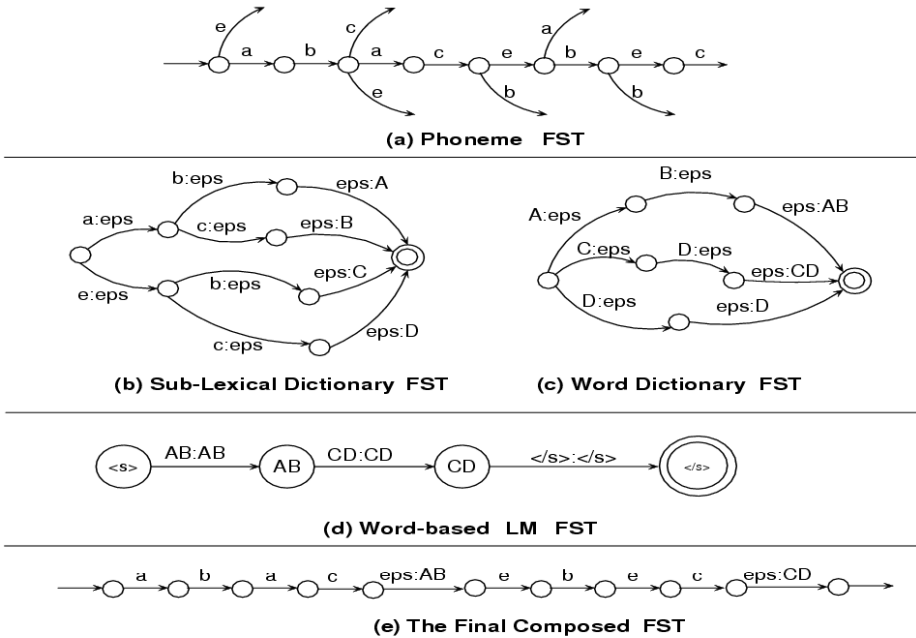 e c a
a b a c e b e c
e b b
(a) Phoneme FST
b:eps eps:A
a:eps c:eps eps:B
e:eps b:eps eps:C
c:eps eps:D
(b) Sub-Lexical Dictionary FST
B:eps
A:eps eps:AB
C:eps D:eps eps:CD
D:eps eps:D
(c) Word Dictionary FST
<s> AB:AB AB CD:CD CD </s>:</s> </s>
(d) Word-based LM FST
a b a c eps:AB e b e c eps:CD
(e) The Final Composed FST